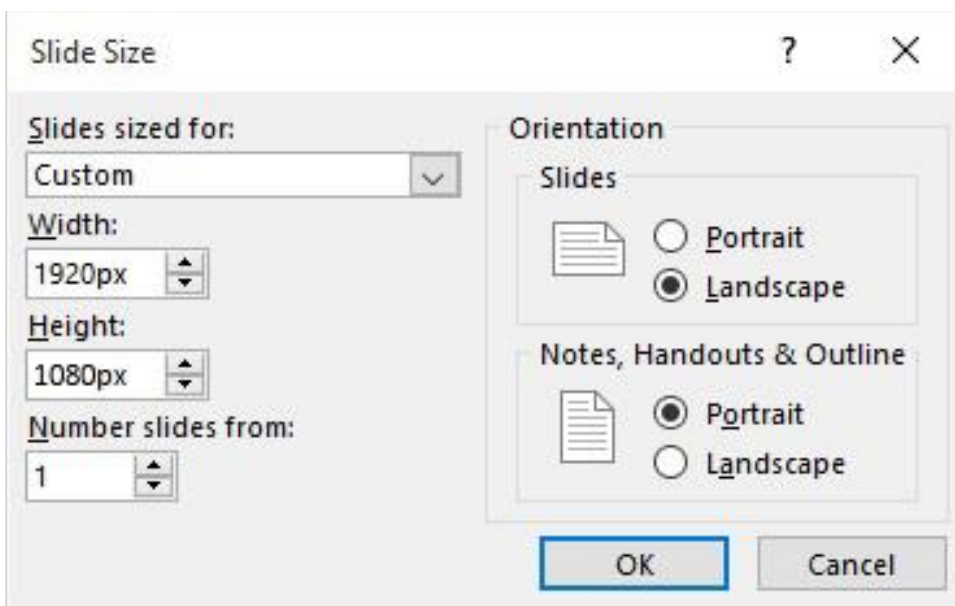 Slide Size
?
Slides sized for:
Custom
Width:
1920px
Height:
1080px
Number slides from:
1
Orientation
Slides
Portrait
Landscape
Notes, Handouts & Outline
Portrait
Landscape
OK
Cancel